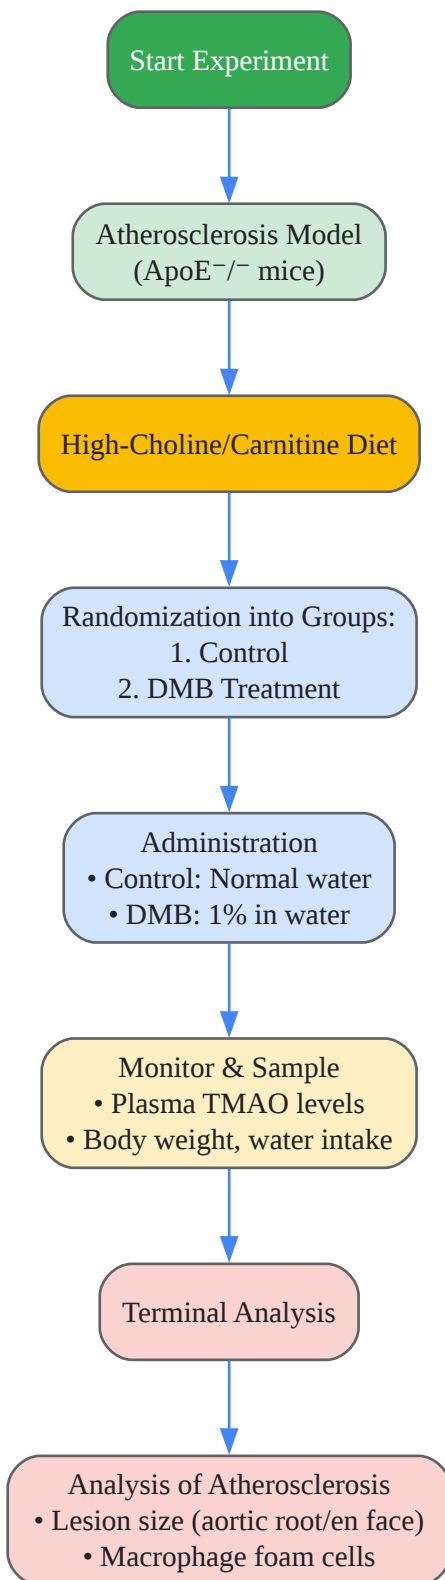 Start Experiment
Atherosclerosis Model
(ApoE⁻/⁻ mice)
High-Choline/Carnitine Diet
Randomization into Groups:
1. Control
2. DMB Treatment
Administration
• Control: Normal water
• DMB: 1% in water
Monitor & Sample
• Plasma TMAO levels
• Body weight, water intake
Terminal Analysis
Analysis of Atherosclerosis
• Lesion size (aortic root/en face)
• Macrophage foam cells